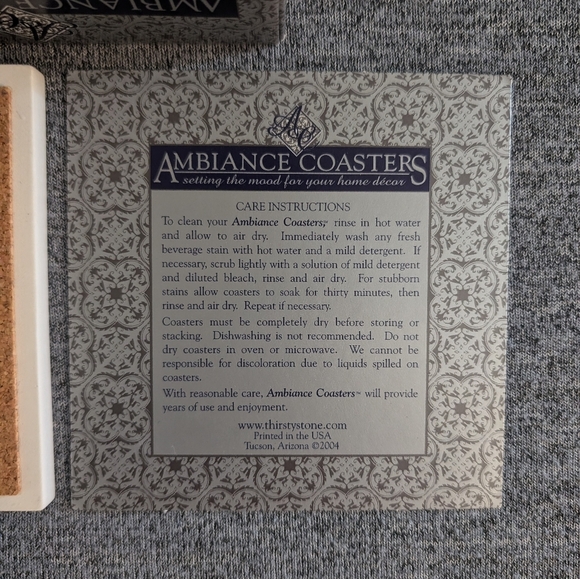 AMBIANC
AC
AMBIANCE COASTERS
setting the mood for your home décor
CARE INSTRUCTIONS
To clean your Ambiance Coasters,™ rinse in hot water
and allow to air dry. Immediately wash any fresh
beverage stain with hot water and a mild detergent. If
necessary, scrub lightly with a solution of mild detergent
and diluted bleach, rinse and air dry. For stubborn
stains allow coasters to soak for thirty minutes, then
rinse and air dry. Repeat if necessary.
Coasters must be completely dry before storing or
stacking. Dishwashing is not recommended. Do not
dry coasters in oven or microwave. We cannot be
responsible for discoloration due to liquids spilled on
coasters.
With reasonable care, Ambiance Coasters™ will provide
years of use and enjoyment.
www.thirstystone.com
Printed in the USA
Tucson, Arizona ©2004